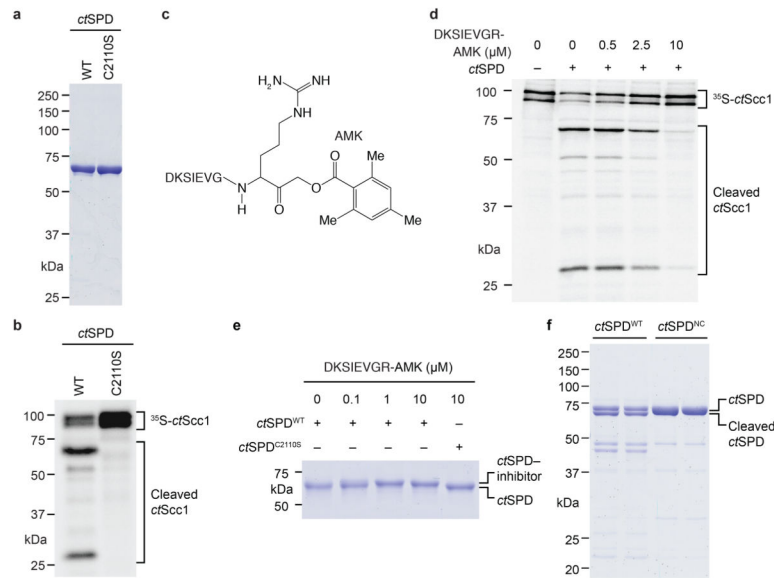 a
ctSPD
WT
C2110S
250
150
100
75
50
37
kDa
25
b
ctSPD
WT
C2110S
100
75
50
37
kDa
25
³⁵S-ctScc1
Cleaved
ctScc1
c
NH
H₂N
NH
AMK
DKSIEVG
N
H
O
O
O
Me
Me
Me
d
DKSIEVGR-
AMK (µM)
0 0 0.5 2.5 10
ctSPD – + + + +
100
75
50
37
kDa
25
³⁵S-ctScc1
Cleaved
ctScc1
e
DKSIEVGR-AMK (µM)
0 0.1 1 10 10
ctSPDᵂᵀ + + + + –
ctSPDC2110S – – – – +
75
kDa
50
ctSPD–
inhibitor
ctSPD
f
ctSPDᵂᵀ ctSPDᴺC
250
150
100
75
50
37
kDa
25
20
ctSPD
Cleaved
ctSPD